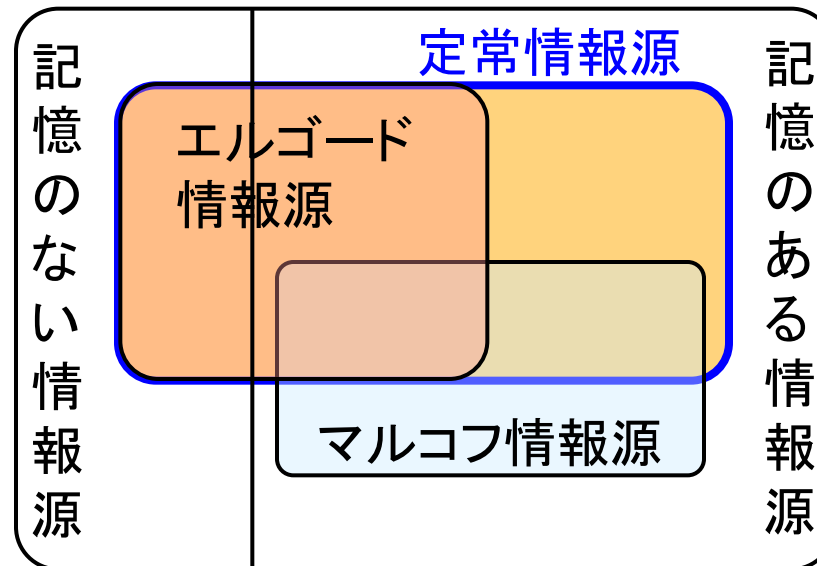 定常情報源
記憶のない情報源
エルゴード
情報源
マルコフ情報源
記憶のある情報源